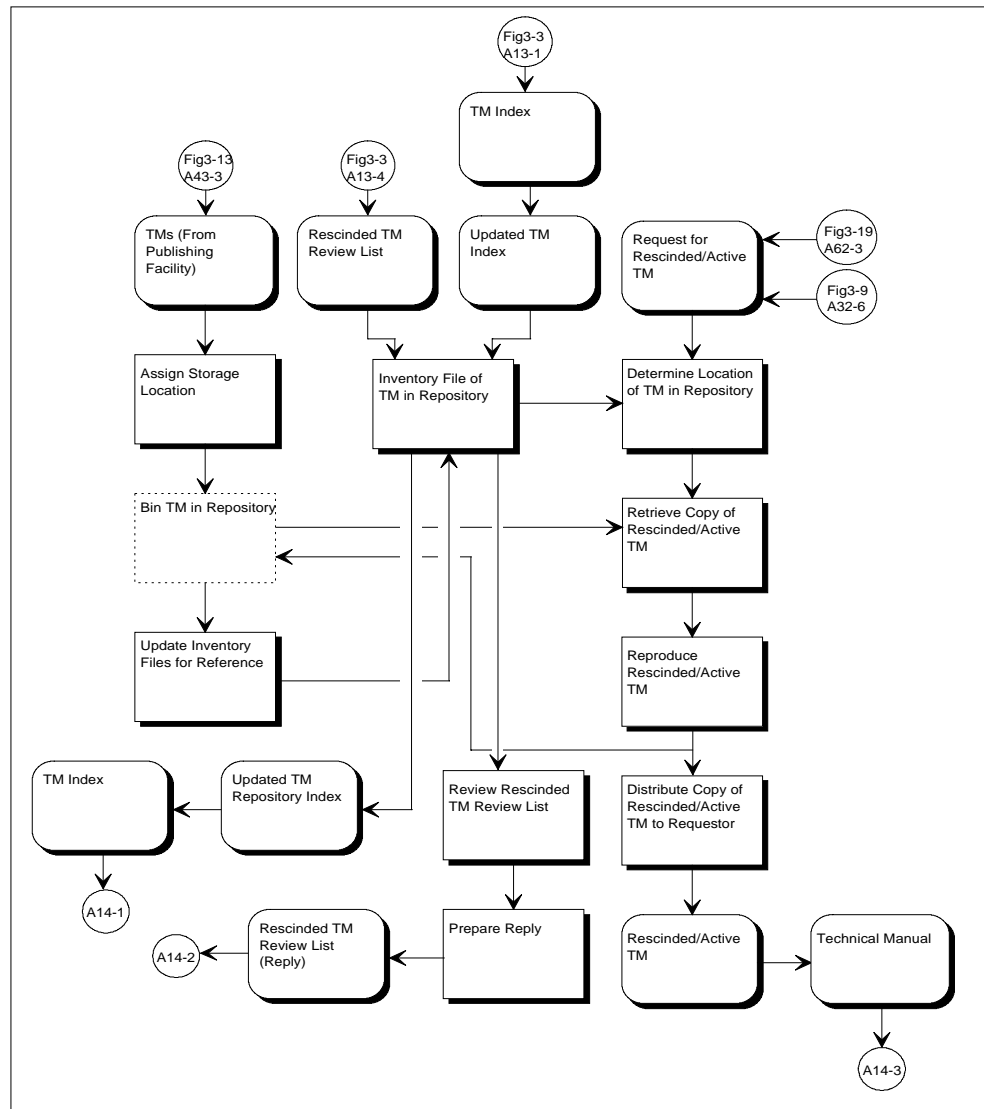 Fig3-3
A13-1
TM Index
Fig3-13
A43-3
Fig3-3
A13-4
TMs (From
Publishing
Facility)
Rescinded TM
Review List
Updated TM
Index
Request for
Rescinded/Active
TM
Fig3-19
A62-3
Fig3-9
A32-6
Assign Storage
Location
Inventory File of
TM in Repository
Determine Location
of TM in Repository
Bin TM in Repository
Retrieve Copy of
Rescinded/Active
TM
Update Inventory
Files for Reference
Reproduce
Rescinded/Active
TM
TM Index
Updated TM
Repository Index
Review Rescinded
TM Review List
Distribute Copy of
Rescinded/Active
TM to Requestor
A14-1
A14-2
Rescinded TM
Review List
(Reply)
Prepare Reply
Rescinded/Active
TM
Technical Manual
A14-3